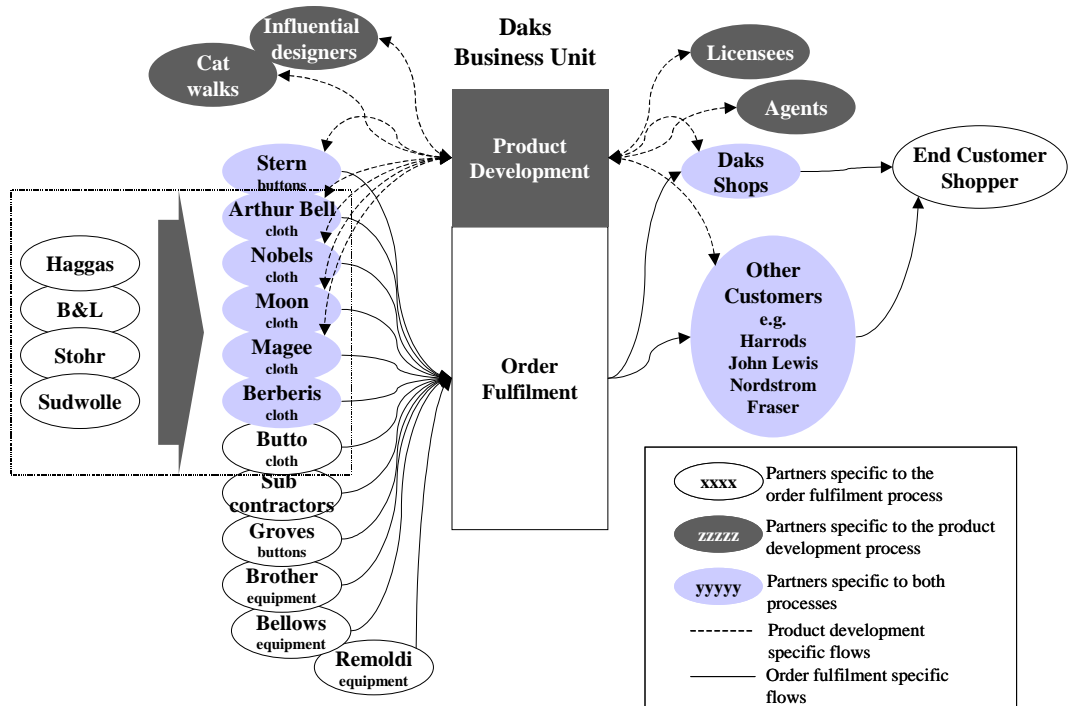 Influential
designers
Cat
walks
Daks
Business Unit
Licensees
Agents
Product
Development
Stern
buttons
Arthur Bell
cloth
Nobels
cloth
Moon
cloth
Magee
cloth
Berberis
cloth
Butto
cloth
Sub
contractors
Groves
buttons
Brother
equipment
Bellows
equipment
Remoldi
equipment
Haggas
B&L
Stohr
Sudwolle
Order
Fulfilment
Daks
Shops
End Customer
Shopper
Other
Customers
e.g.
Harrods
John Lewis
Nordstrom
Fraser
xxxx
Partners specific to the
order fulfilment process
zzzzz
Partners specific to the product
development process
yyyyy
Partners specific to both
processes
Product development
specific flows
Order fulfilment specific
flows